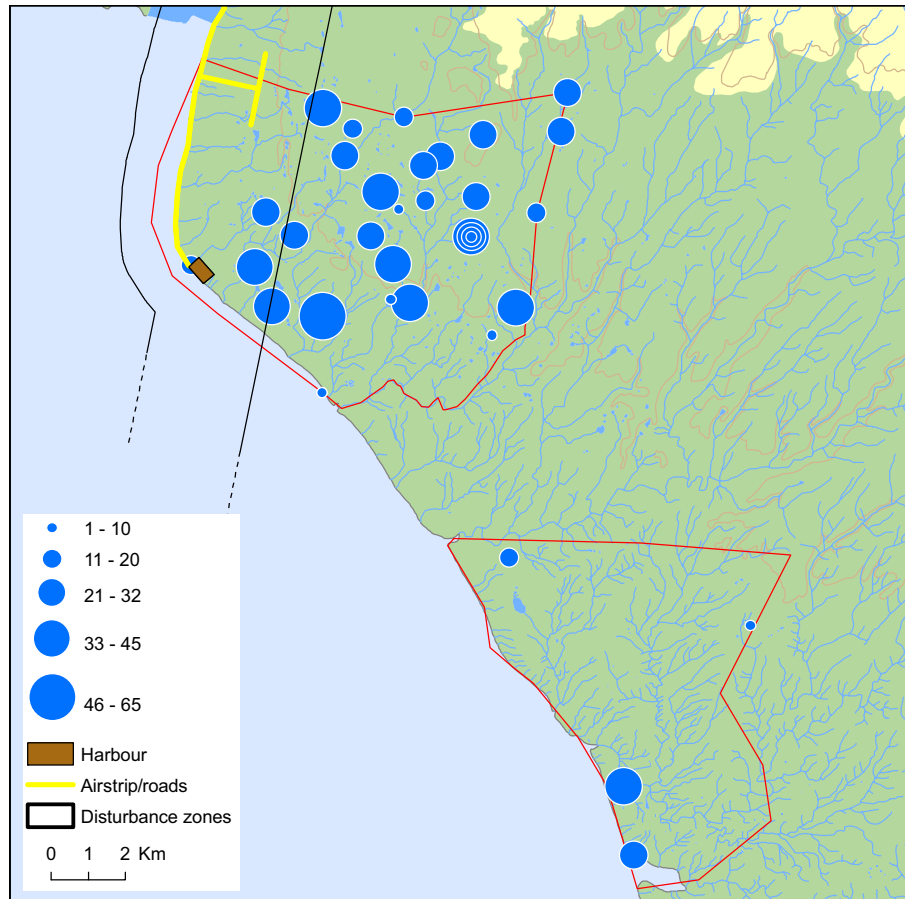 1 - 10
11 - 20
21 - 32
33 - 45
46 - 65
Harbour
Airstrip/roads
Disturbance zones
0 1 2 Km